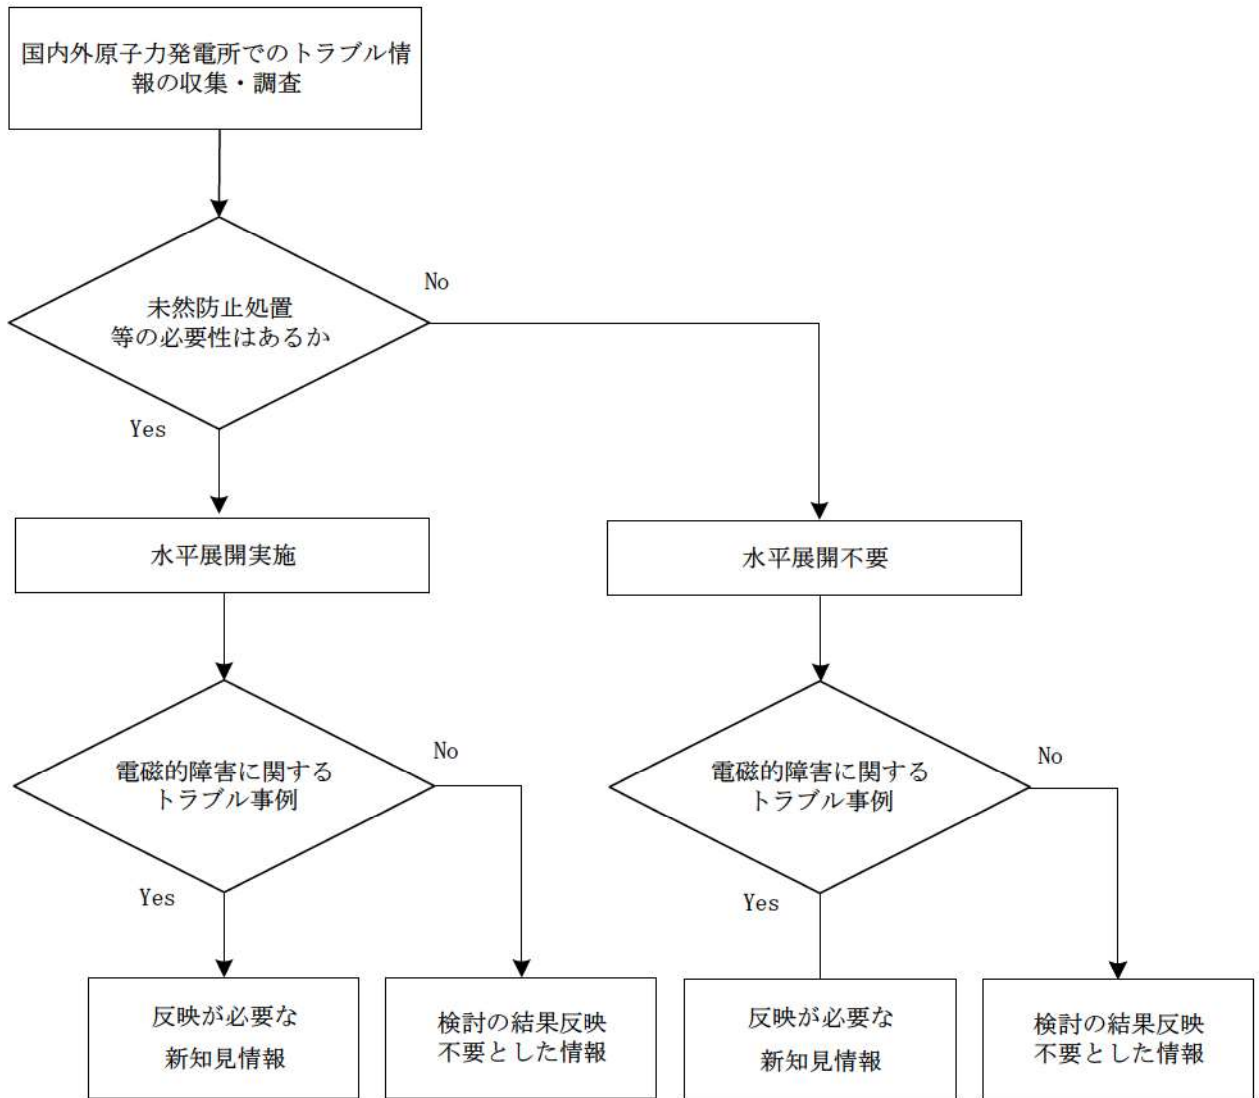 国内外原子力発電所でのトラブル情
報の収集・調査
No
未然防止処置
等の必要性はあるか
Yes
水平展開実施
水平展開不要
No
電磁的障害に関する
トラブル事例
Yes
No
電磁的障害に関する
トラブル事例
Yes
反映が必要な
新知見情報
検討の結果反映
不要とした情報
反映が必要な
新知見情報
検討の結果反映
不要とした情報